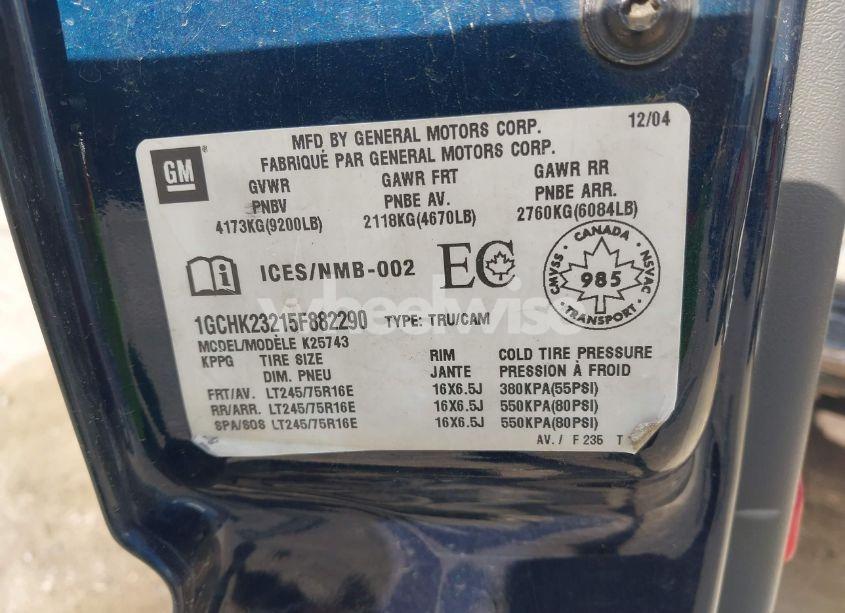 MFD BY GENERAL MOTORS CORP. 12/04
FABRIQUÉ PAR GENERAL MOTORS CORP.
GM
GVWR GAWR FRT GAWR RR
PNBV PNBE AV. PNBE ARR.
4173KG(9200LB) 2118KG(4670LB) 2760KG(6084LB)
ICES/NMB-002 EC
CANADA
CMVSS 985 NSVAC
TRANSPORT
wheelwise
1GCHK23215F882290 TYPE: TRU/CAM
MODEL/MODÈLE K25743
KPPG TIRE SIZE RIM COLD TIRE PRESSURE
DIM. PNEU JANTE PRESSION À FROID
FRT/AV. LT245/75R16E 16X6.5J 380KPA(55PSI)
RR/ARR. LT245/75R16E 16X6.5J 550KPA(80PSI)
SPA/SOS LT245/75R16E 16X6.5J 550KPA(80PSI)
AV./ F 235 T